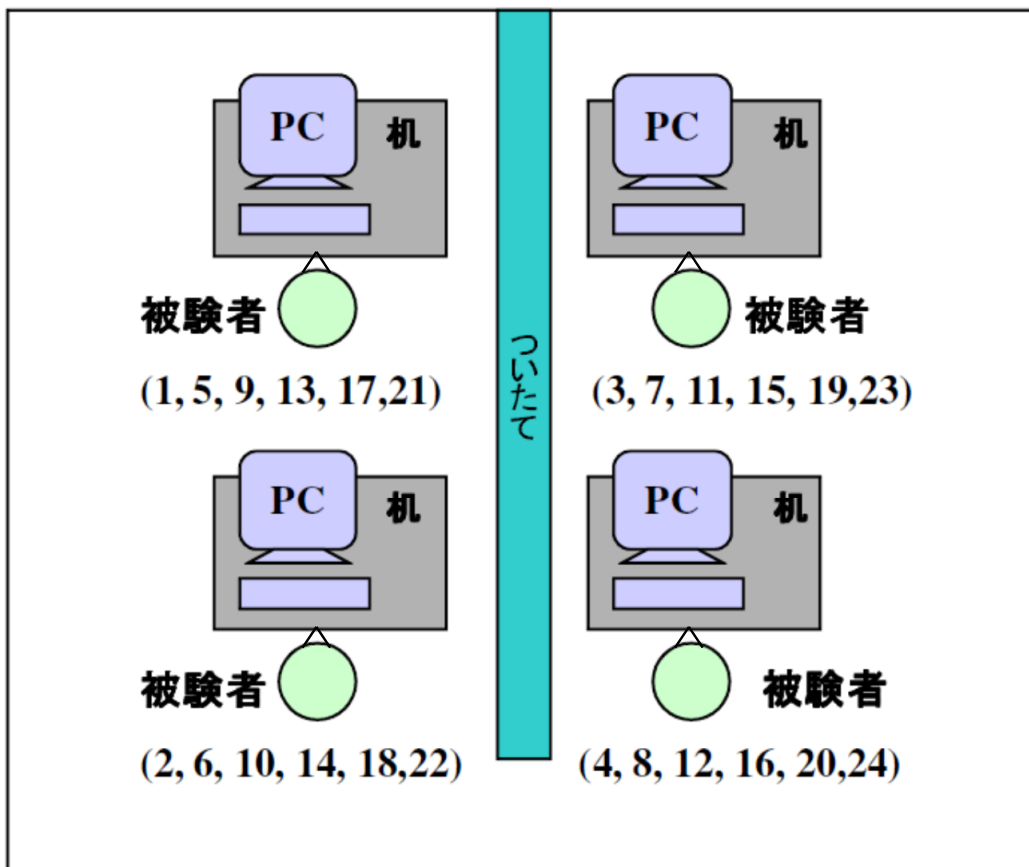 PC 机
被験者
(1, 5, 9, 13, 17,21)
PC 机
被験者
(2, 6, 10, 14, 18,22)
ついたて
PC 机
被験者
(3, 7, 11, 15, 19,23)
PC 机
被験者
(4, 8, 12, 16, 20,24)